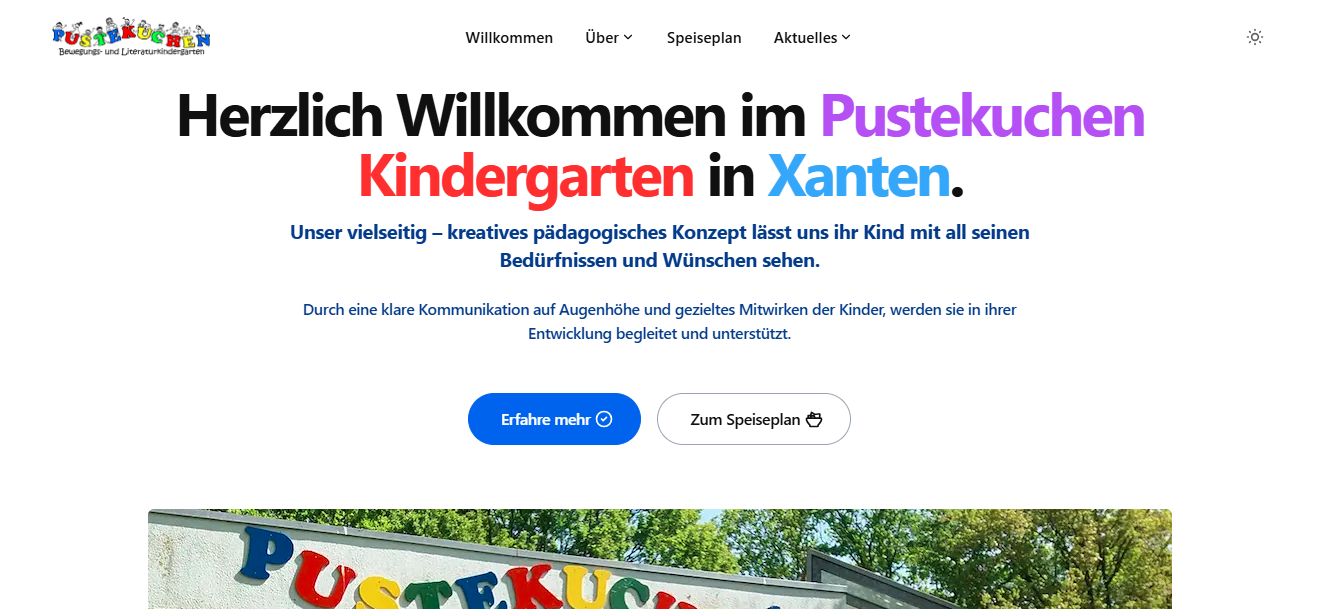 PUSTEKUCHEN
Bewegungs- und Literaturkindergarten
Willkommen
Über
Speiseplan
Aktuelles
Herzlich Willkommen im Pustekuchen
Kindergarten in Xanten.
Unser vielseitig – kreatives pädagogisches Konzept lässt uns ihr Kind mit all seinen
Bedürfnissen und Wünschen sehen.
Durch eine klare Kommunikation auf Augenhöhe und gezieltes Mitwirken der Kinder, werden sie in ihrer
Entwicklung begleitet und unterstützt.
Erfahre mehr
Zum Speiseplan
PUSTEKUCH